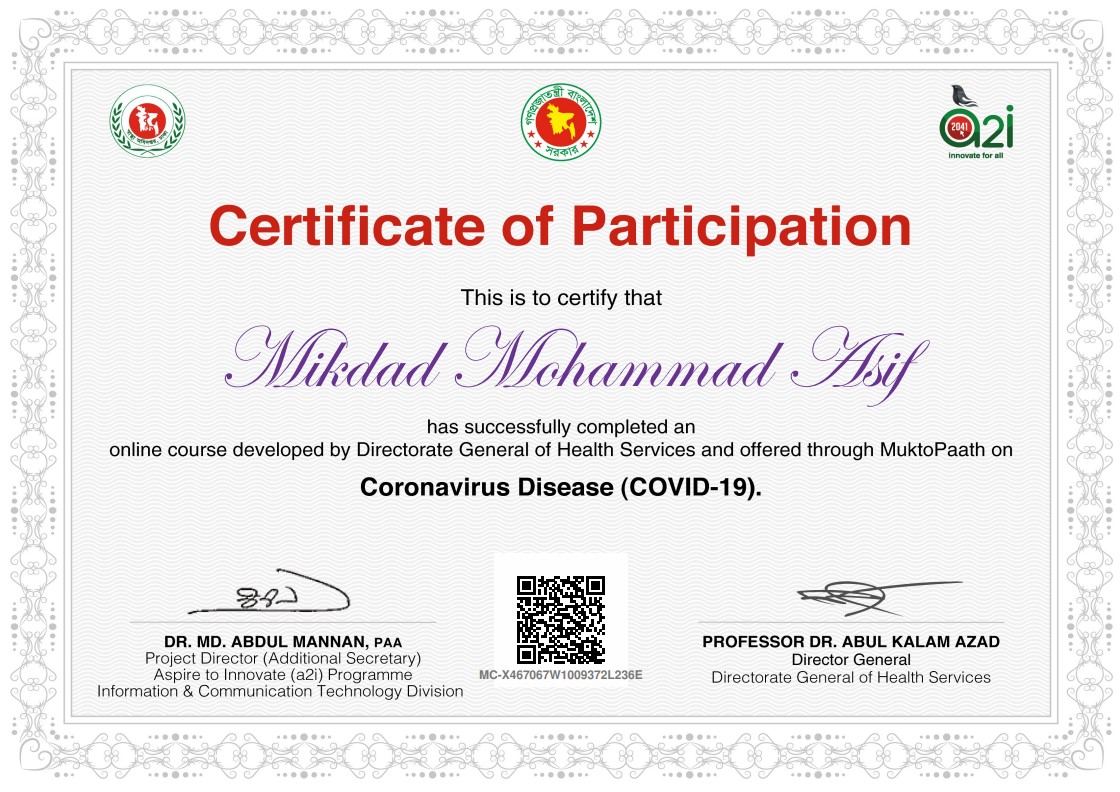 গণপ্রজাতন্ত্রী বাংলাদেশ
সরকার
2041
a2i
innovate for all
Certificate of Participation
This is to certify that
Mikdad Mohammad Asif
has successfully completed an
online course developed by Directorate General of Health Services and offered through MuktoPaath on
Coronavirus Disease (COVID-19).
DR. MD. ABDUL MANNAN, PAA
Project Director (Additional Secretary)
Aspire to Innovate (a2i) Programme
Information & Communication Technology Division
MC-X467067W1009372L236E
PROFESSOR DR. ABUL KALAM AZAD
Director General
Directorate General of Health Services